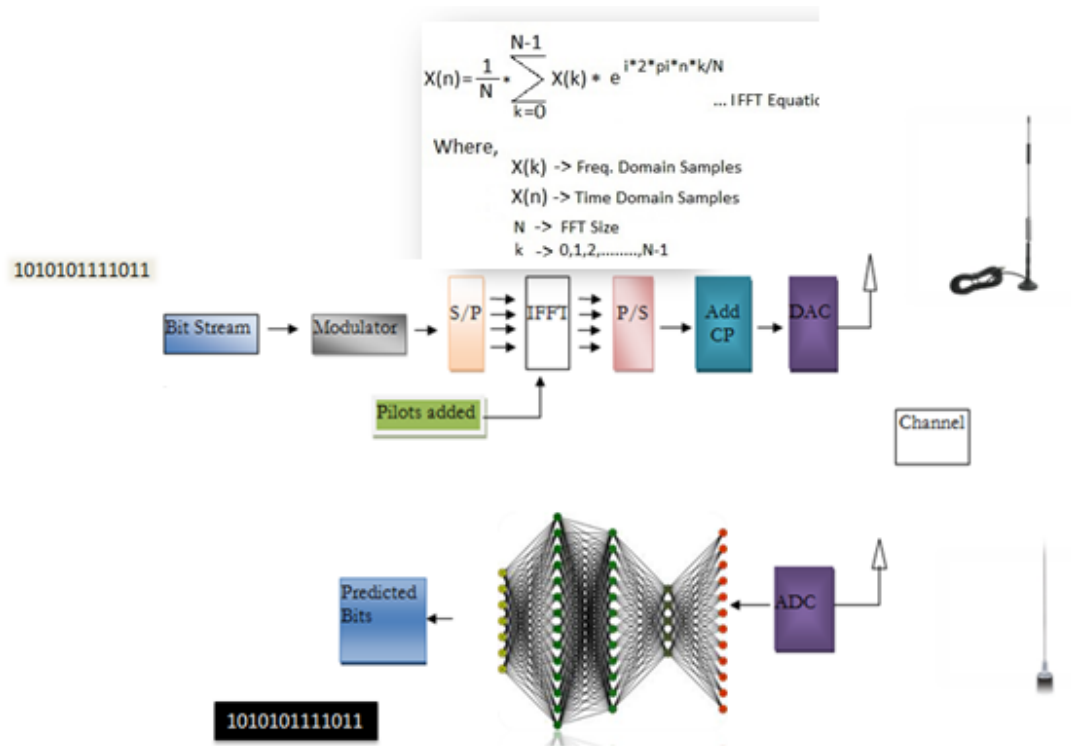 N-1
X(n)=1/N*∑X(k)* e i*2*pi*n*k/N
k=0
... IFFT Equatic
Where,
X(k) -> Freq. Domain Samples
X(n) -> Time Domain Samples
N -> FFT Size
k -> 0,1,2,.........,N-1
1010101111011
Bit Stream
Modulator
S/P
IFFT
P/S
Add
CP
DAC
Pilots added
Channel
Predicted
Bits
ADC
1010101111011